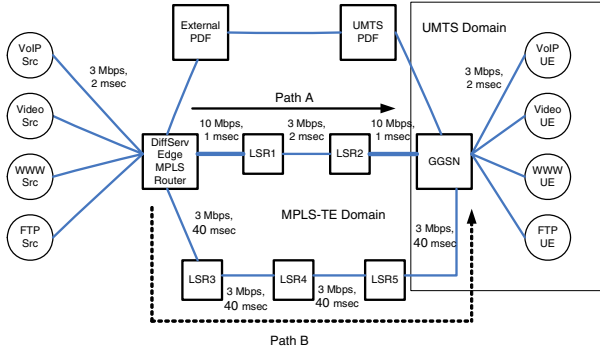 External
PDF
UMTS
PDF
UMTS Domain
VoIP
Src
3 Mbps,
2 msec
Path A
3 Mbps,
2 msec
VoIP
UE
Video
Src
Video
UE
DiffServ
Edge
MPLS
Router
10 Mbps,
1 msec
LSR1
3 Mbps,
2 msec
LSR2
10 Mbps,
1 msec
GGSN
WWW
Src
WWW
UE
FTP
Src
FTP
UE
3 Mbps,
40 msec
MPLS-TE Domain
3 Mbps,
40 msec
LSR3
3 Mbps,
40 msec
LSR4
3 Mbps,
40 msec
LSR5
Path B